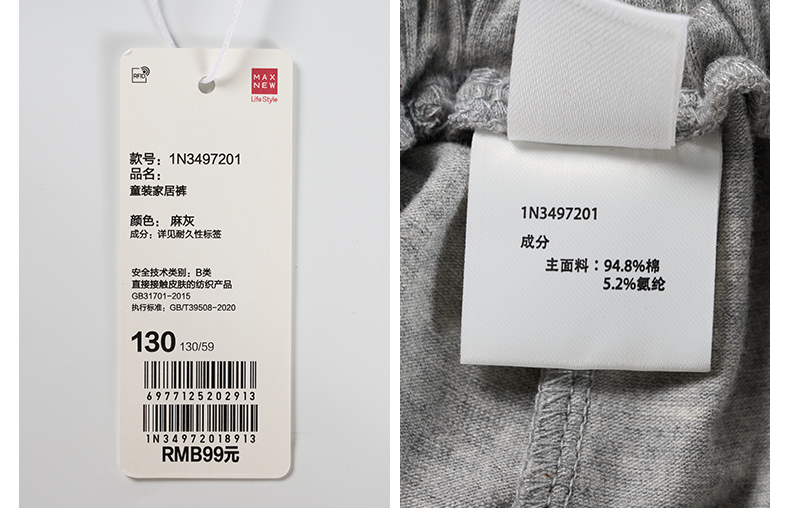 RFID
MAX
NEW
Life Style
款号：1N3497201
品名：
童装家居裤
颜色：麻灰
成分：详见耐久性标签
安全技术类别：B类
直接接触皮肤的纺织产品
GB31701-2015
执行标准：GB/T39508-2020
130 130/59
6977125202913
1N34972018913
RMB99元
1N3497201
成分
主面料：94.8%棉
5.2%氨纶